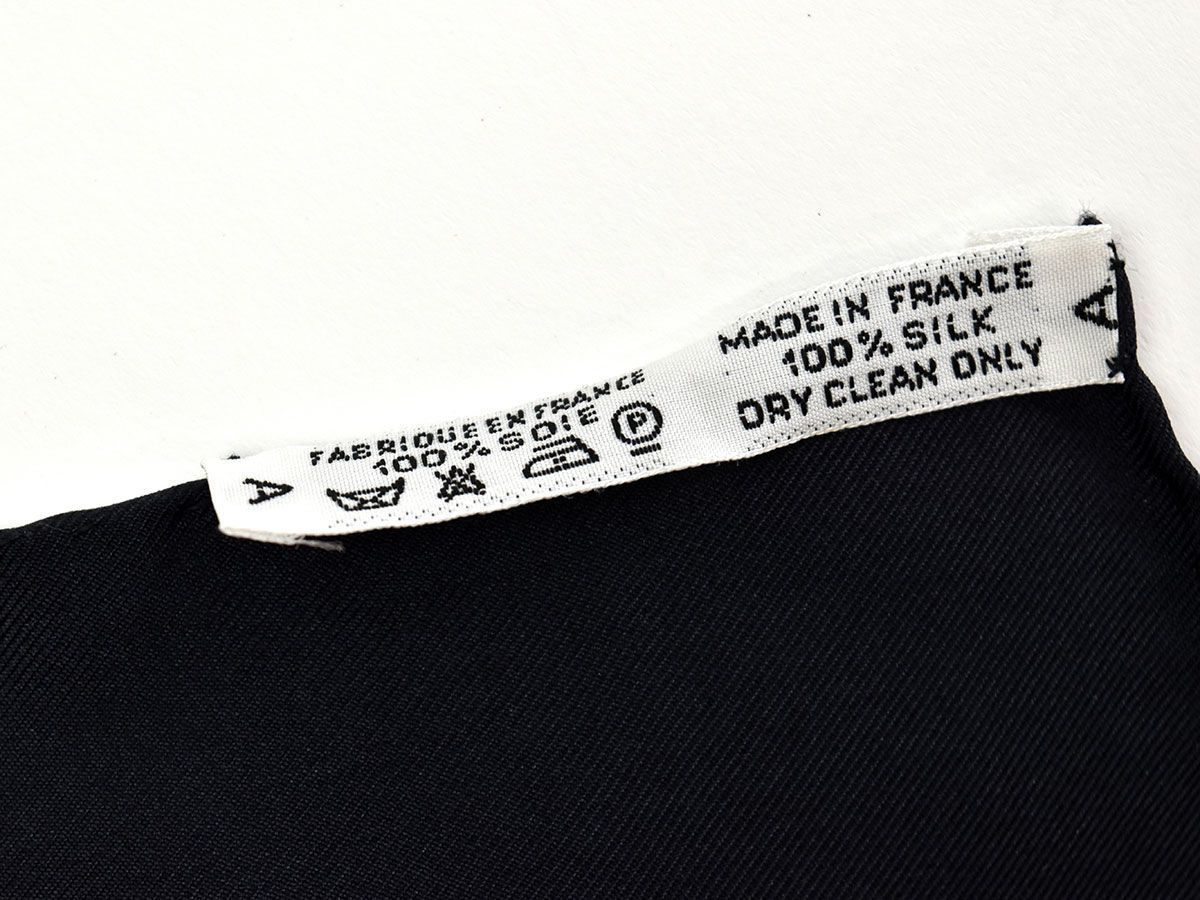 A
FABRIQUE EN FRANCE
100% SOIE
P
MADE IN FRANCE
100% SILK
DRY CLEAN ONLY
A